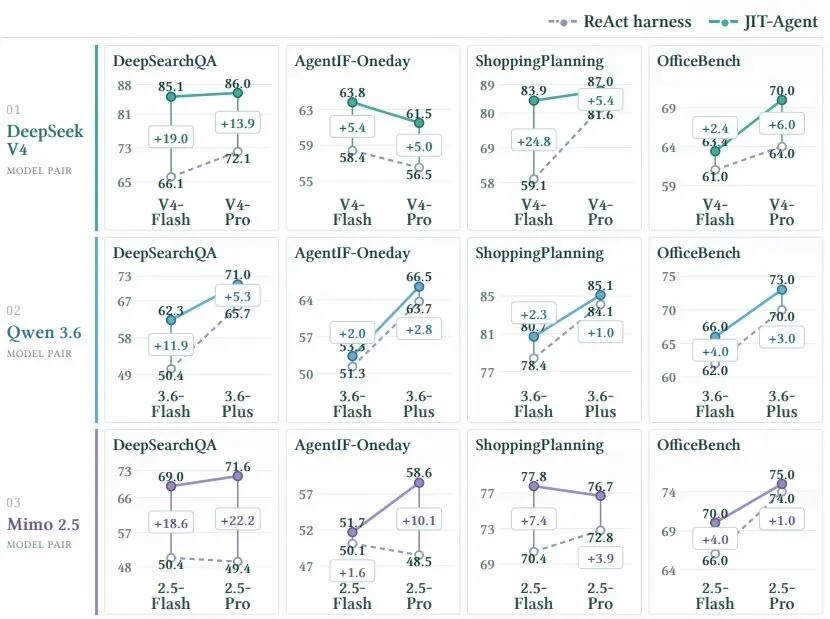 ReAct harness JIT-Agent
01
DeepSeek
V4
MODEL PAIR
DeepSearchQA
88
81
73
65
85.1
86.0
+19.0
+13.9
66.1
72.1
V4-
Flash
V4-
Pro
AgentIF-Oneday
63
59
55
63.8
61.5
+5.4
+5.0
58.4
56.5
V4-
Flash
V4-
Pro
ShoppingPlanning
89
80
69
58
83.9
87.0
+24.8
+5.4
59.1
81.6
V4-
Flash
V4-
Pro
OfficeBench
69
64
59
63.4
70.0
+2.4
+6.0
61.0
64.0
V4-
Flash
V4-
Pro
02
Qwen 3.6
MODEL PAIR
DeepSearchQA
73
67
58
49
62.3
71.0
+11.9
+5.3
50.4
65.7
3.6-
Flash
3.6-
Plus
AgentIF-Oneday
64
57
50
53.3
66.5
+2.0
+2.8
51.3
63.7
3.6-
Flash
3.6-
Plus
ShoppingPlanning
85
81
77
80.7
85.1
+2.3
+1.0
78.4
84.1
3.6-
Flash
3.6-
Plus
OfficeBench
75
70
65
60
66.0
73.0
+4.0
+3.0
62.0
70.0
3.6-
Flash
3.6-
Plus
03
Mimo 2.5
MODEL PAIR
DeepSearchQA
73
66
57
48
69.0
71.6
+18.6
+22.2
50.4
49.4
2.5-
Flash
2.5-
Pro
AgentIF-Oneday
57
52
47
51.7
58.6
+1.6
+10.1
50.1
48.5
2.5-
Flash
2.5-
Pro
ShoppingPlanning
77
73
69
77.8
76.7
+7.4
+3.9
70.4
72.8
2.5-
Flash
2.5-
Pro
OfficeBench
74
69
64
70.0
75.0
+4.0
+1.0
66.0
74.0
2.5-
Flash
2.5-
Pro